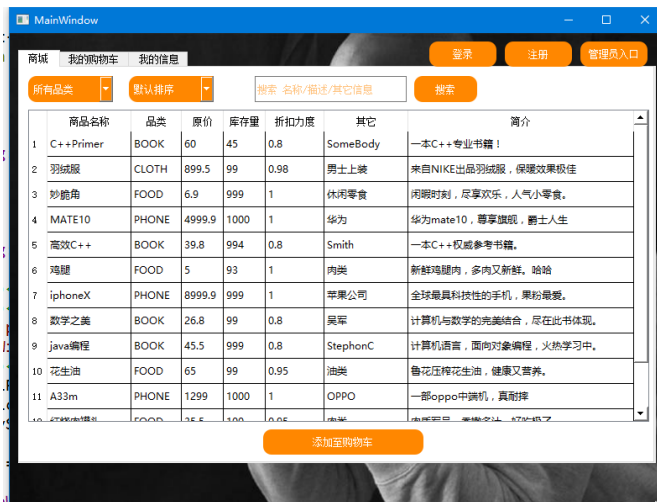 MainWindow
商城 我的购物车 我的信息 登录 注册 管理员入口
所有品类 默认排序 搜索 名称/描述/其它信息 搜索
商品名称 品类 原价 库存量 折扣力度 其它 简介
1 C++Primer BOOK 60 45 0.8 SomeBody 一本C++专业书籍！
2 羽绒服 CLOTH 899.5 99 0.98 男士上装 来自NIKE出品羽绒服，保暖效果极佳
3 妙脆角 FOOD 6.9 999 1 休闲零食 闲暇时刻，尽享欢乐，人气小零食。
4 MATE10 PHONE 4999.9 1000 1 华为 华为mate10，尊享旗舰，爵士人生
5 高效C++ BOOK 39.8 994 0.8 Smith 一本C++权威参考书籍。
6 鸡腿 FOOD 5 93 1 肉类 新鲜鸡腿肉，多肉又新鲜。哈哈
7 iphoneX PHONE 8999.9 999 1 苹果公司 全球最具科技性的手机，果粉最爱。
8 数学之美 BOOK 26.8 99 0.8 吴军 计算机与数学的完美结合，尽在此书体现。
9 java编程 BOOK 45.5 999 0.8 StephonC 计算机语言，面向对象编程，火热学习中。
10 花生油 FOOD 65 99 0.95 油类 鲁花压榨花生油，健康又营养。
11 A33m PHONE 1299 1000 1 OPPO 一部oppo中端机，真耐摔
添加至购物车